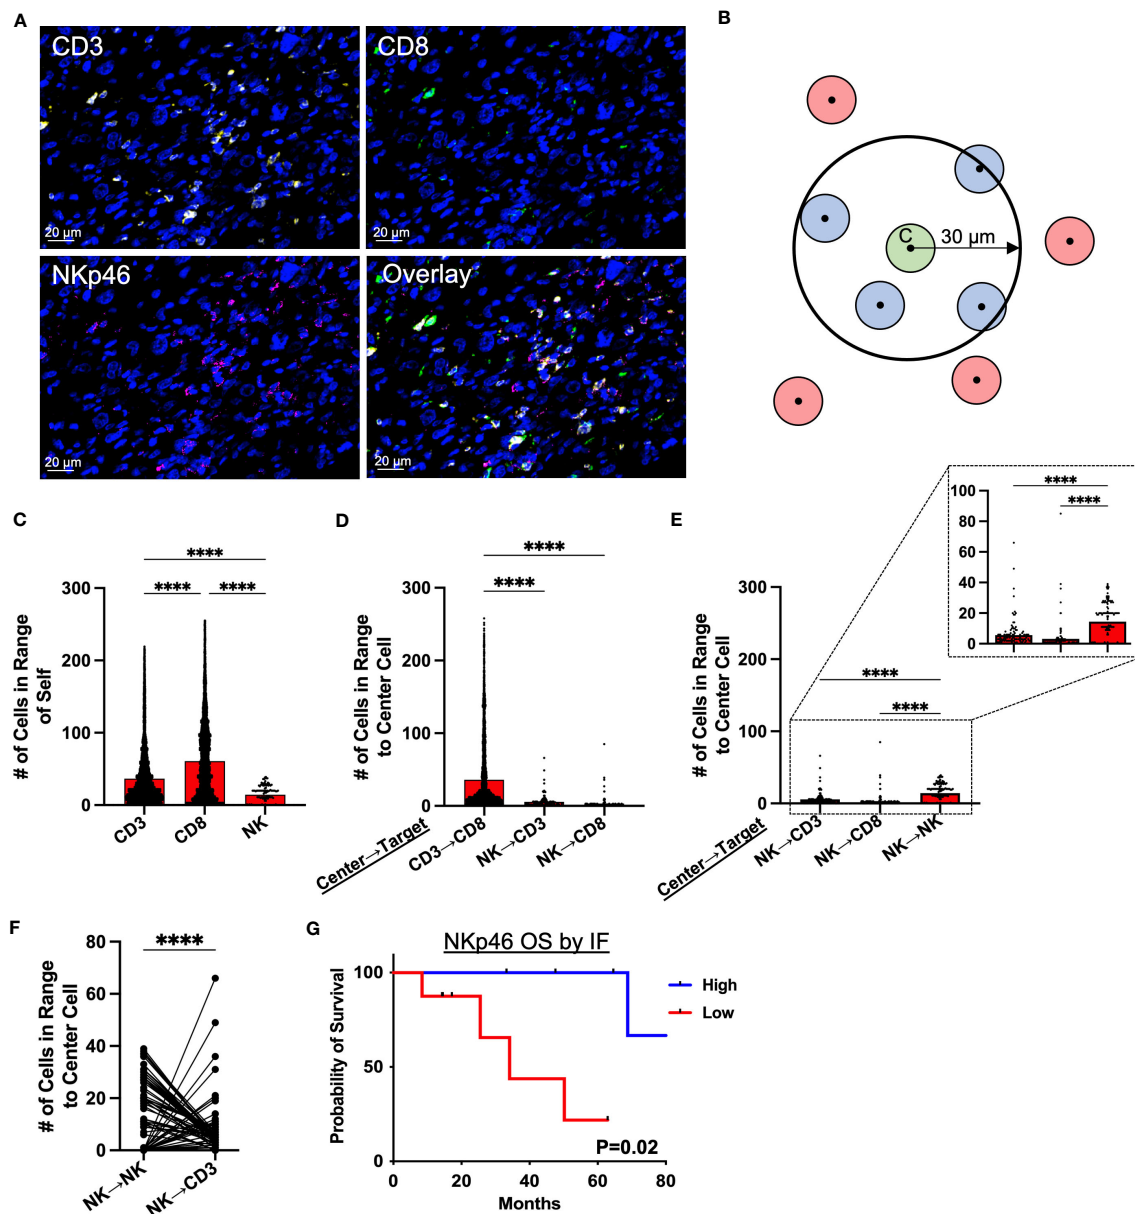 A
CD3
20 µm
CD8
20 µm
NKp46
20 µm
Overlay
20 µm
B
C
30 µm
C
# of Cells in Range
of Self
300
200
100
0
****
****
****
CD3
CD8
NK
D
# of Cells in Range
to Center Cell
300
200
100
0
****
****
Center→Target
CD3→CD8
NK→CD3
NK→CD8
E
# of Cells in Range
to Center Cell
300
200
100
0
****
****
100
80
60
40
20
0
****
****
Center→Target
NK→CD3
NK→CD8
NK→NK
F
# of Cells in Range
to Center Cell
80
60
40
20
0
****
NK→NK
NK→CD3
G
NKp46 OS by IF
Probability of Survival
100
50
0
0
20
40
60
80
Months
High
Low
P=0.02